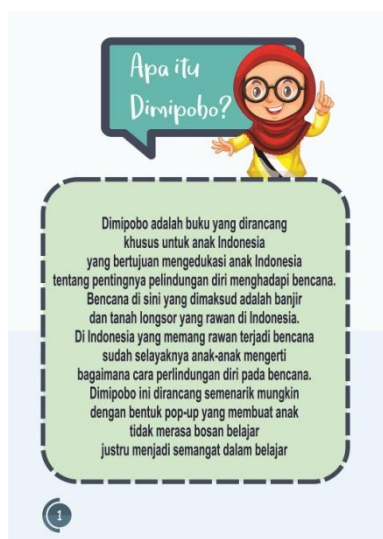 Apa itu
Dimipobo?
Dimipobo adalah buku yang dirancang
khusus untuk anak Indonesia
yang bertujuan mengedukasi anak Indonesia
tentang pentingnya pelindungan diri menghadapi bencana.
Bencana di sini yang dimaksud adalah banjir
dan tanah longsor yang rawan di Indonesia.
Di Indonesia yang memang rawan terjadi bencana
sudah selayaknya anak-anak mengerti
bagaimana cara perlindungan diri pada bencana.
Dimipobo ini dirancang semenarik mungkin
dengan bentuk pop-up yang membuat anak
tidak merasa bosan belajar
justru menjadi semangat dalam belajar
1